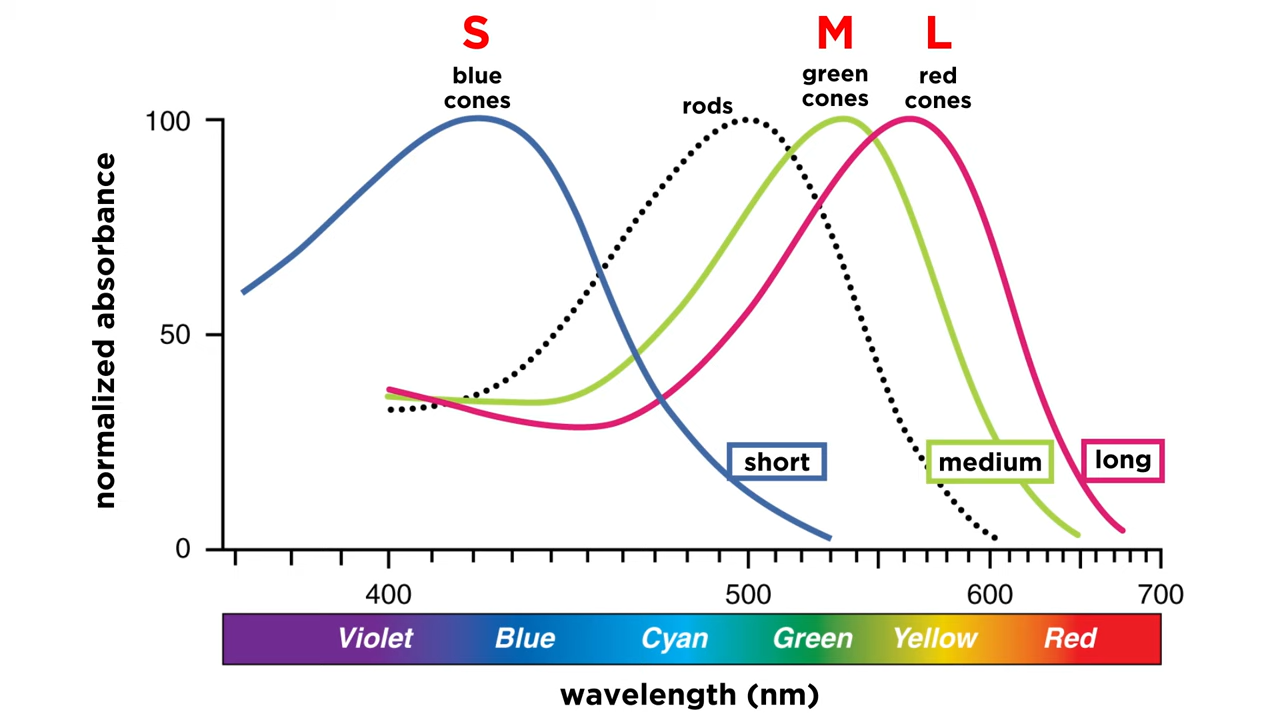 S M L
blue
cones
rods
green
cones
red
cones
normalized absorbance
100
50
0
short
medium
long
400 500 600 700
Violet Blue Cyan Green Yellow Red
wavelength (nm)